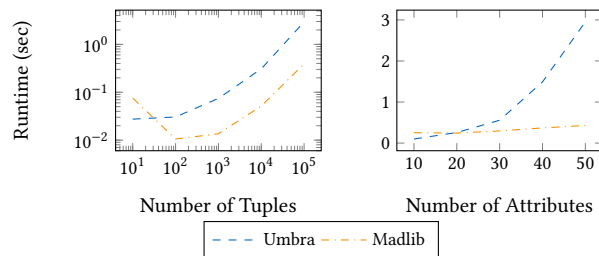 Runtime (sec)
10^0
10^−1
10^−2
10^1 10^2 10^3 10^4 10^5
Number of Tuples
3
2
1
0
10 20 30 40 50
Number of Attributes
Umbra Madlib